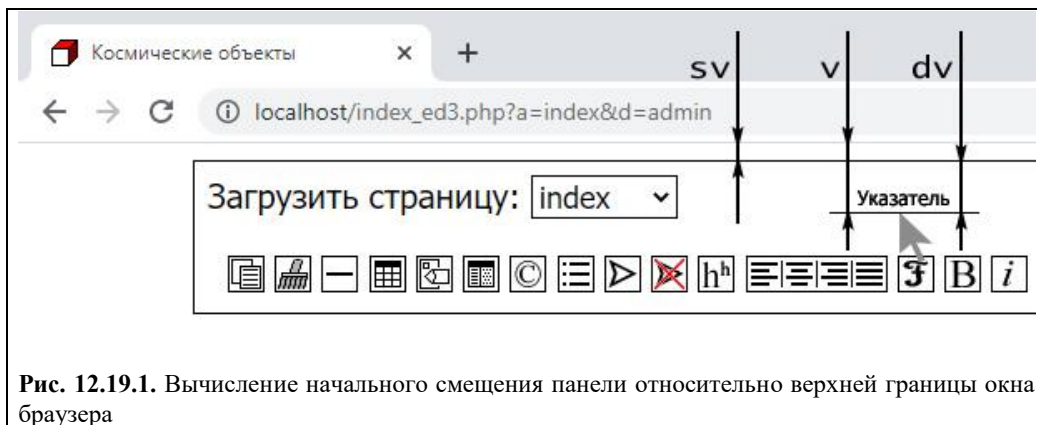 Космические объекты
sv v dv
localhost/index_ed3.php?a=index&d=admin
Загрузить страницу: index
Указатель
© hʰ 𝕱 B i
Рис. 12.19.1. Вычисление начального смещения панели относительно верхней границы окна
браузера